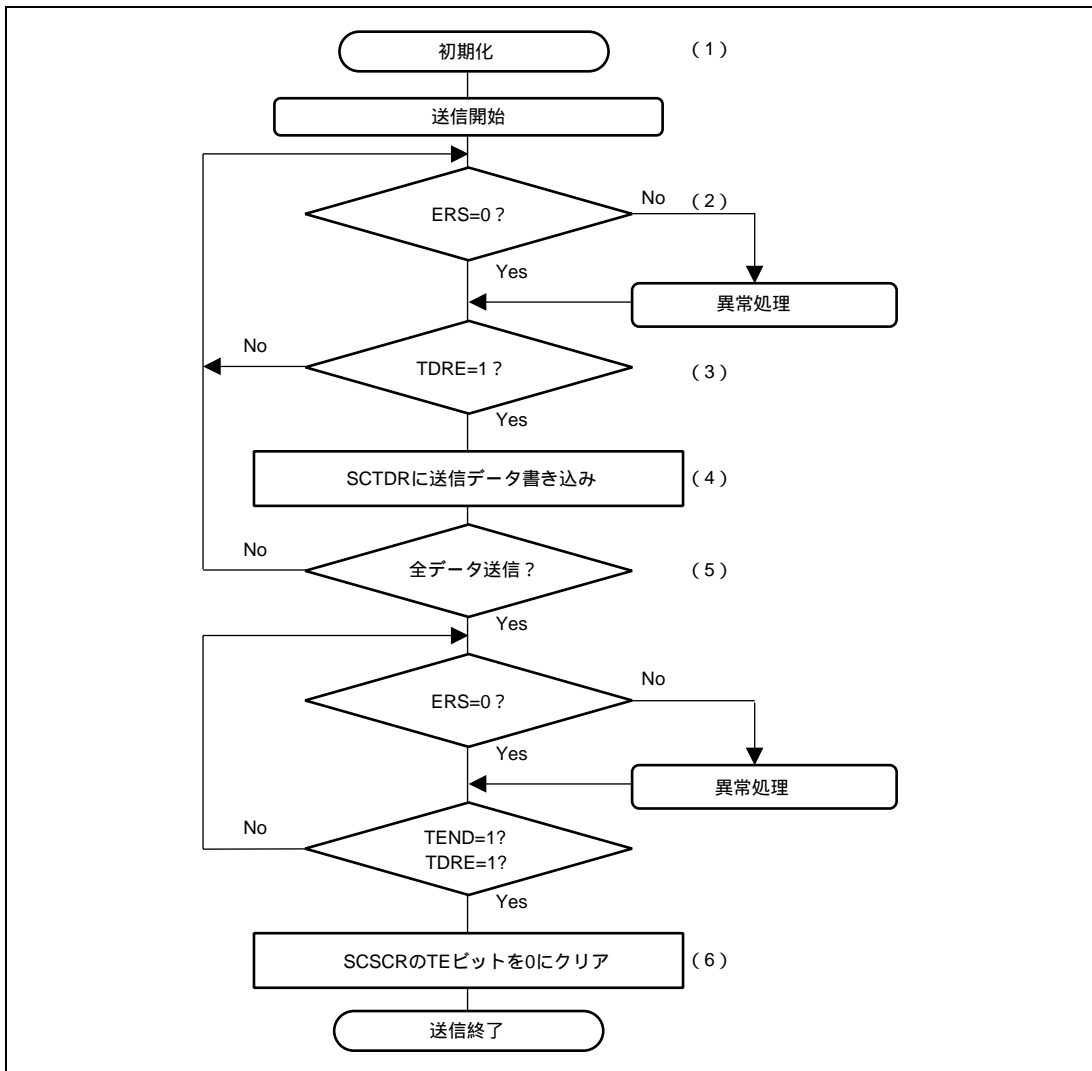 初期化
(1)
送信開始
ERS=0?
No
(2)
Yes
異常処理
No
TDRE=1?
(3)
Yes
SCTDRに送信データ書き込み
(4)
No
全データ送信?
(5)
Yes
ERS=0?
No
Yes
異常処理
No
TEND=1?
TDRE=1?
Yes
SCSCRのTEビットを0にクリア
(6)
送信終了